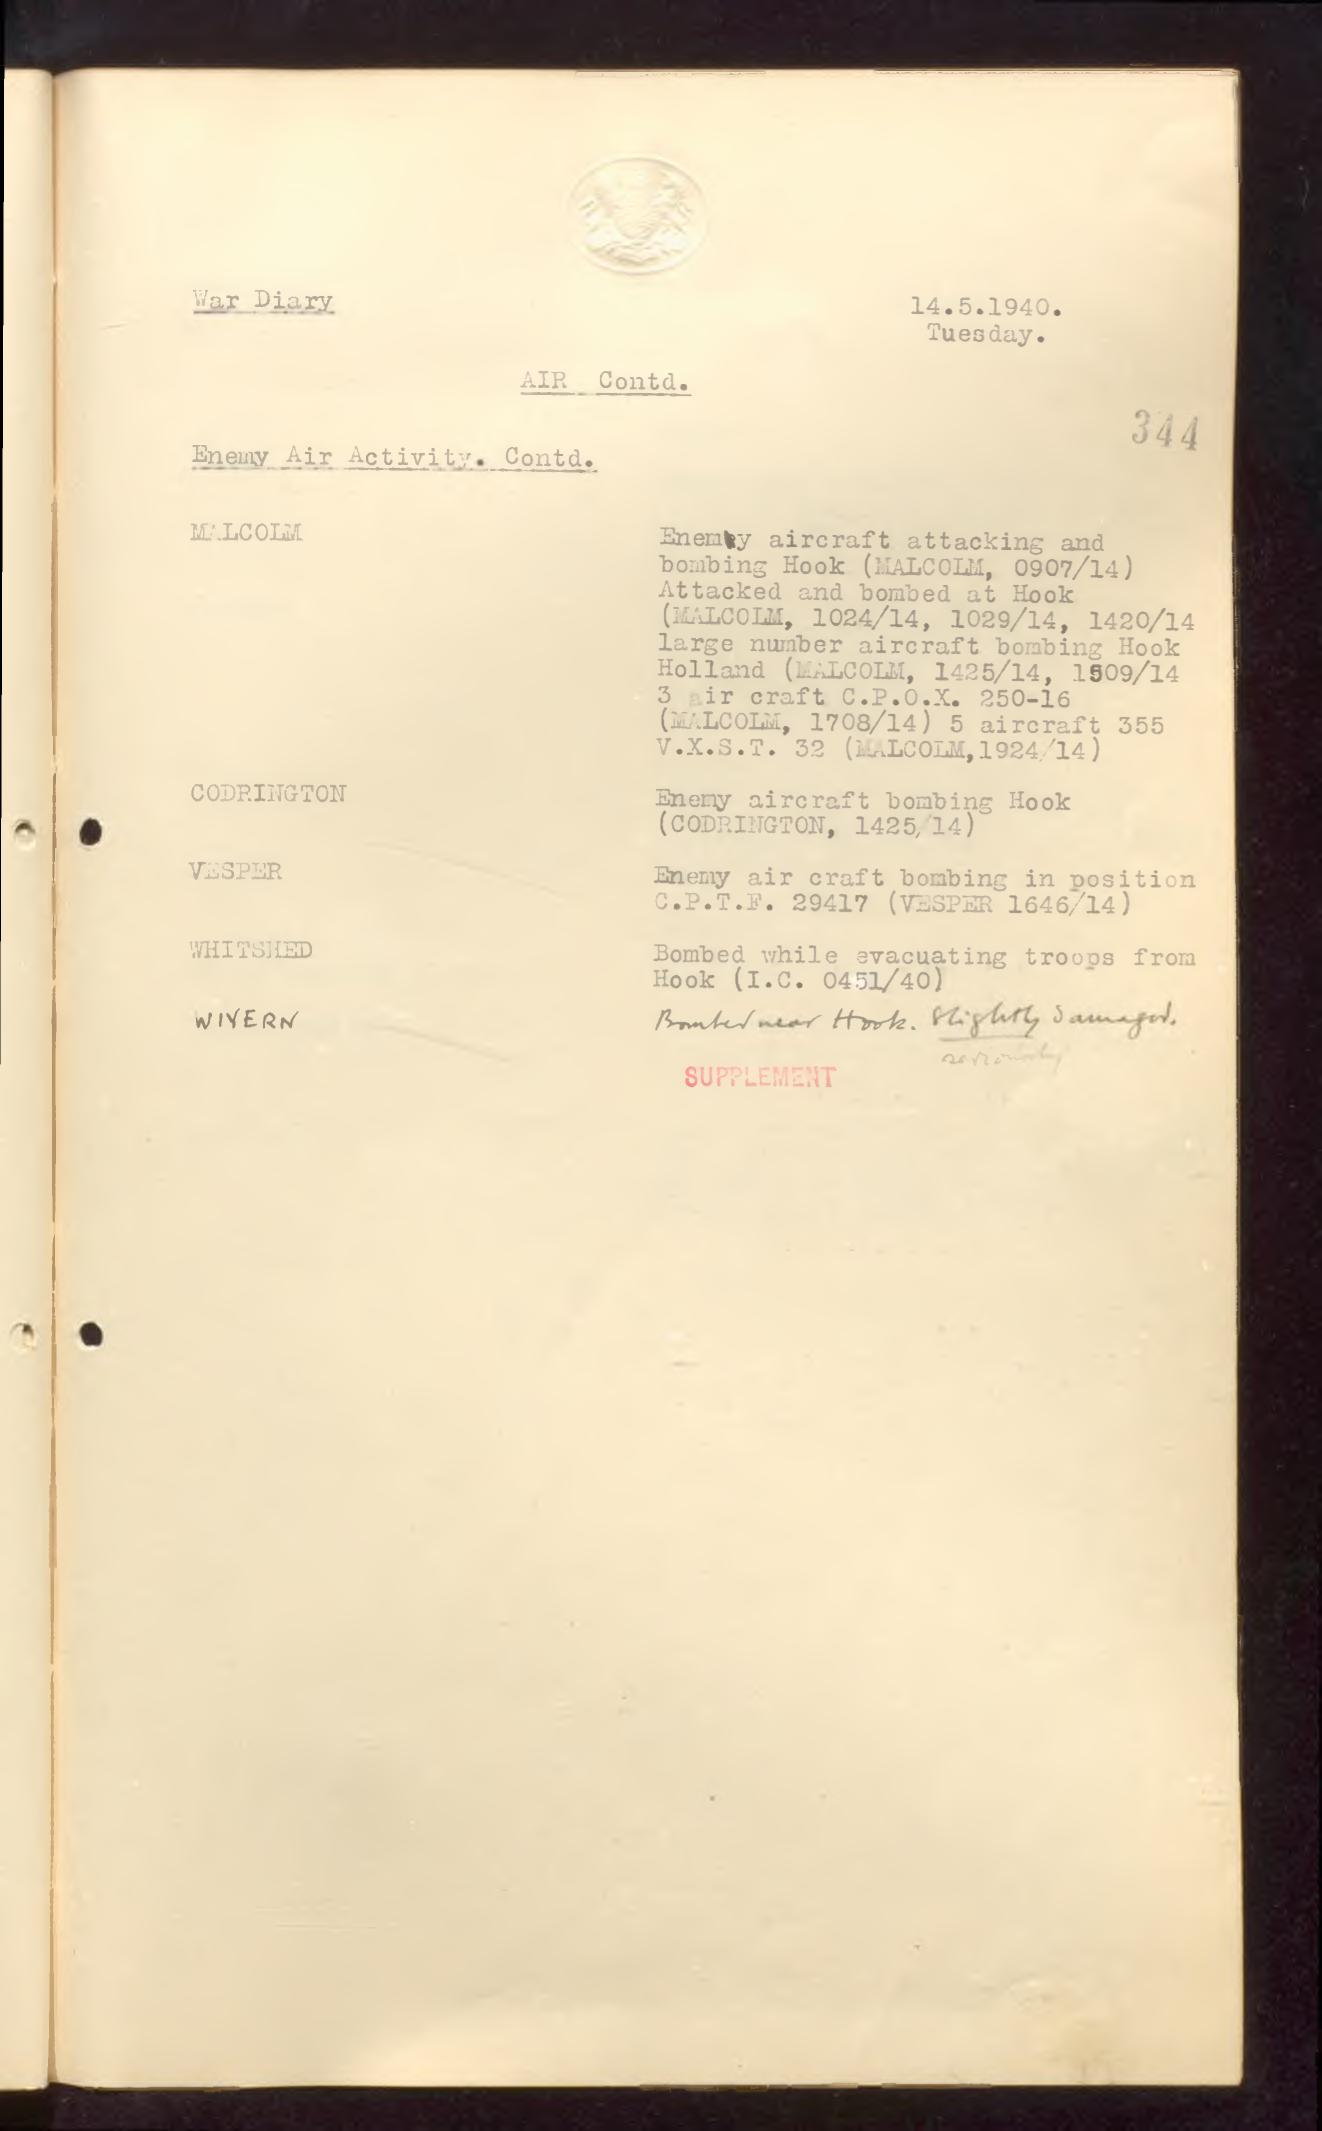 War Diary
14.5.1940.
Tuesday.
AIR Contd.
344
Enemy Air Activity. Contd.
MALCOLM
Enemy aircraft attacking and
bombing Hook (MALCOLM, 0907/14)
Attacked and bombed at Hook
(MALCOLM, 1024/14, 1029/14, 1420/14
large number aircraft bombing Hook
Holland (MALCOLM, 1425/14, 1509/14
3 air craft C.P.O.X. 250-16
(MALCOLM, 1708/14) 5 aircraft 355
V.X.S.T. 32 (MALCOLM,1924/14)
CODRINGTON
Enemy aircraft bombing Hook
(CODRINGTON, 1425/14)
VESPER
Enemy air craft bombing in position
C.P.T.F. 29417 (VESPER 1646/14)
WHITSHED
Bombed while evacuating troops from
Hook (I.C. 0451/40)
WIVERN
Bombed near Hook. Slightly damaged.
seriously
SUPPLEMENT